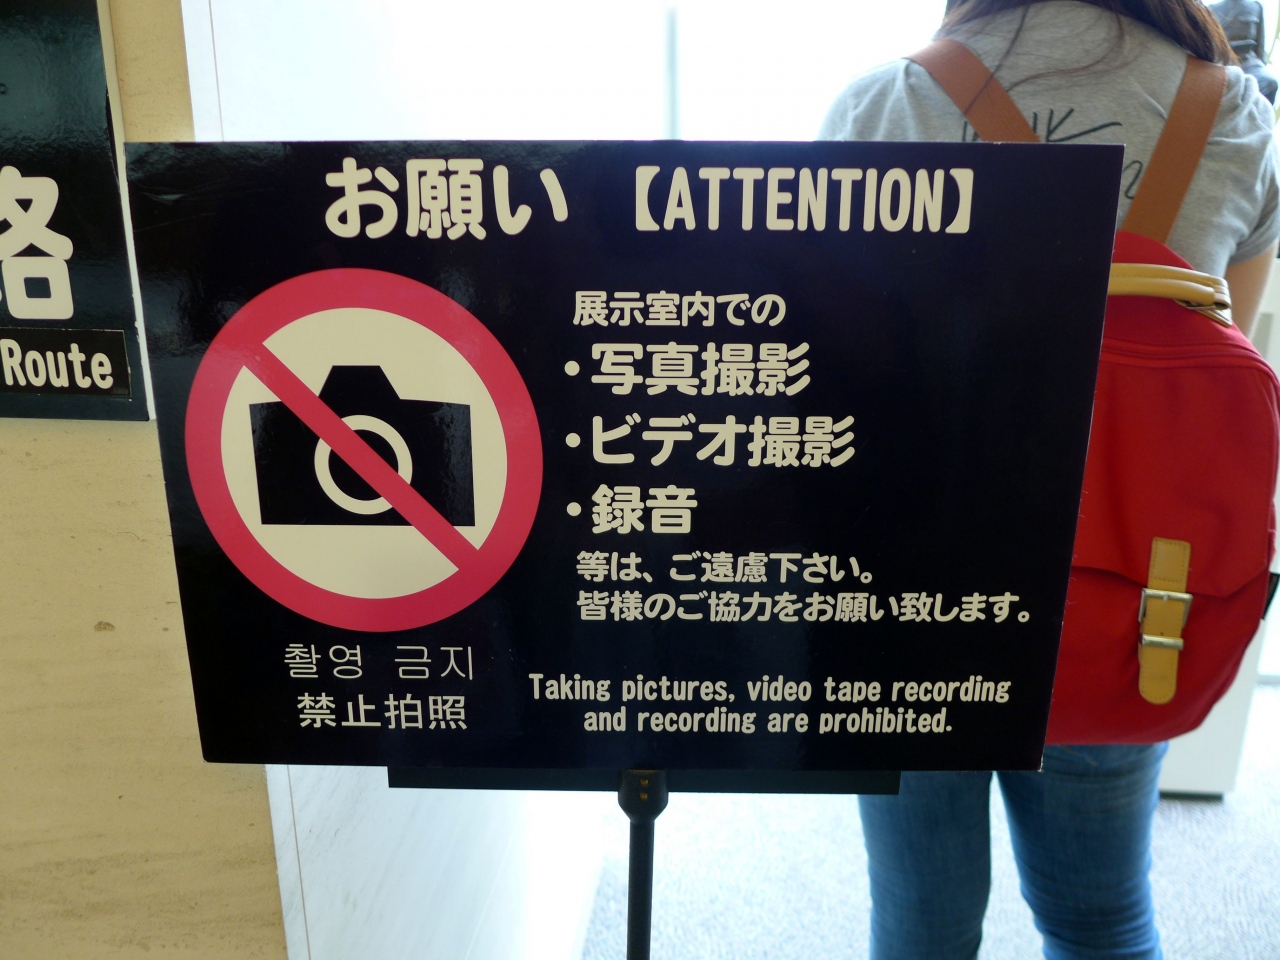 路
Route
お願い 【ATTENTION】
展示室内での
・写真撮影
・ビデオ撮影
・録音
等は、ご遠慮下さい。
皆様のご協力をお願い致します。
촬영 금지
禁止拍照
Taking pictures, video tape recording
and recording are prohibited.